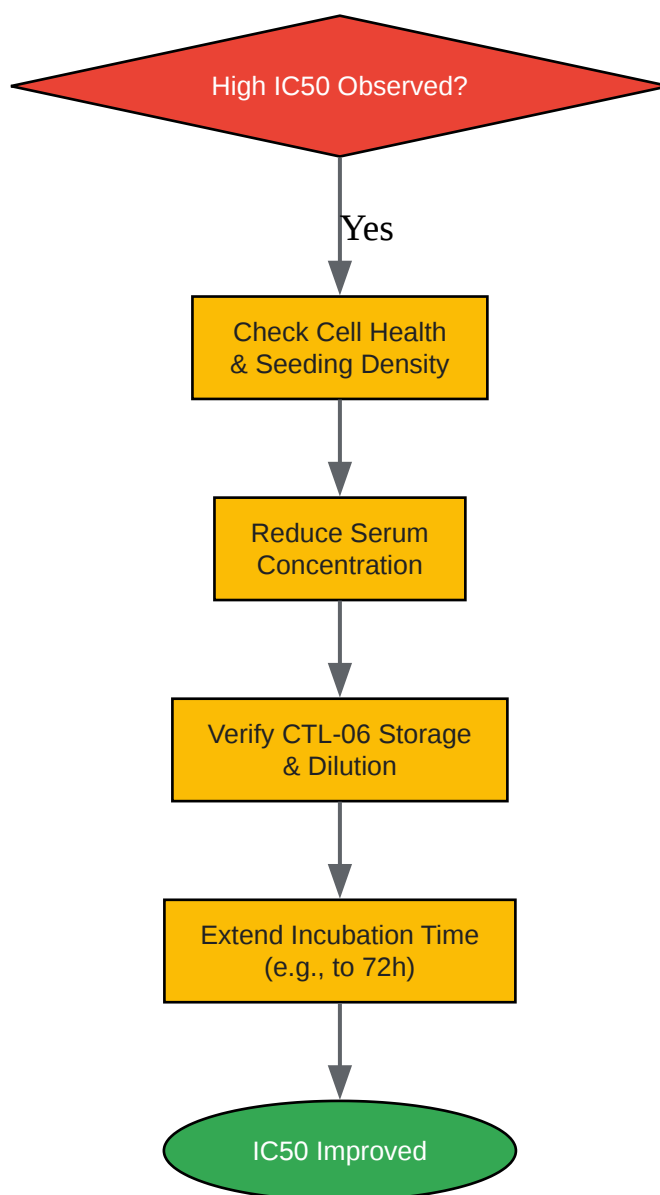 High IC50 Observed?
Yes
Check Cell Health
& Seeding Density
Reduce Serum
Concentration
Verify CTL-06 Storage
& Dilution
Extend Incubation Time
(e.g., to 72h)
IC50 Improved